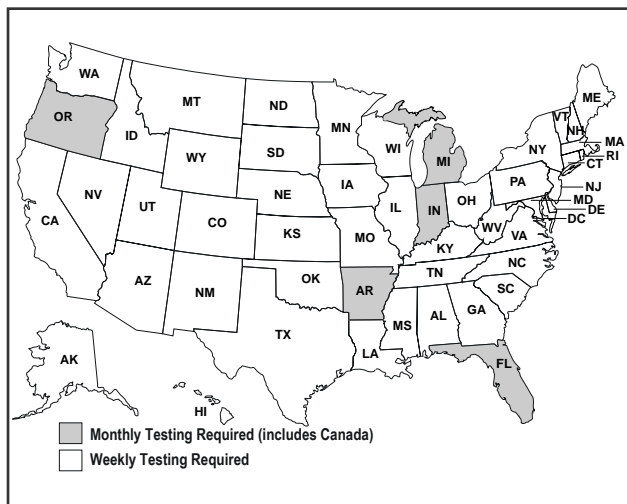 WA
MT
ND
MN
ME
VT
NH
OR
ID
WY
SD
WI
MI
NY
MA
RI
CT
NV
UT
CO
NE
IA
IL
IN
OH
PA
NJ
MD
DE
DC
CA
KS
MO
KY
WV
VA
AZ
NM
OK
AR
TN
NC
SC
TX
LA
MS
AL
GA
FL
AK
HI
Monthly Testing Required (includes Canada)
Weekly Testing Required